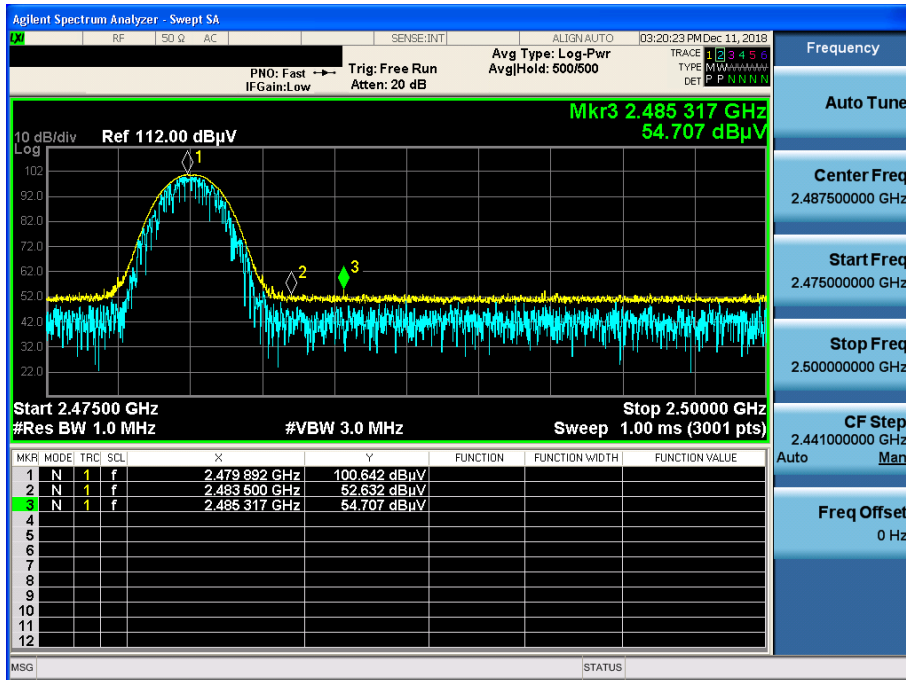 Agilent Spectrum Analyzer - Swept SA
LXI RF 50 Ω AC SENSE:INT ALIGN AUTO 03:20:23 PM Dec 11, 2018
Frequency
PNO: Fast Trig: Free Run Avg Type: Log-Pwr TRACE 1 2 3 4 5 6
IFGain:Low Atten: 20 dB Avg|Hold: 500/500 TYPE M W
DET P P N N N N
Auto Tune
Mkr3 2.485 317 GHz
54.707 dBµV
10 dB/div Ref 112.00 dBµV
Log
1
2
3
102
92.0
82.0
72.0
62.0
52.0
42.0
32.0
22.0
Center Freq
2.487500000 GHz
Start Freq
2.475000000 GHz
Stop Freq
2.500000000 GHz
Start 2.47500 GHz Stop 2.50000 GHz
#Res BW 1.0 MHz #VBW 3.0 MHz Sweep 1.00 ms (3001 pts)
CF Step
2.441000000 GHz
Auto Man
Freq Offset
0 Hz
MKR MODE TRC SCL X Y FUNCTION FUNCTION WIDTH FUNCTION VALUE
1 N 1 f 2.479 892 GHz 100.642 dBµV
2 N 1 f 2.483 500 GHz 52.632 dBµV
3 N 1 f 2.485 317 GHz 54.707 dBµV
4
5
6
7
8
9
10
11
12
MSG STATUS